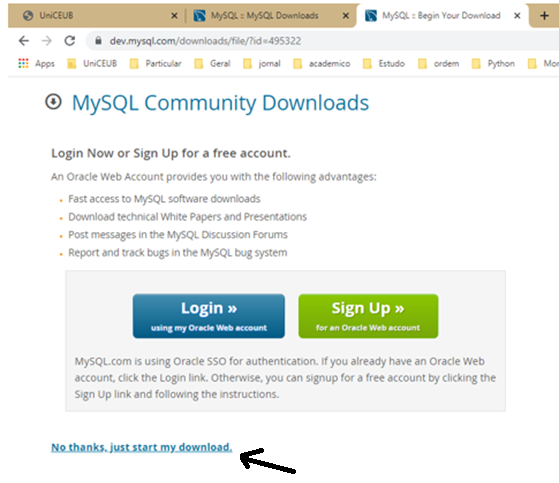 UniCEUB
MySQL :: MySQL Downloads
MySQL :: Begin Your Download
dev.mysql.com/downloads/file/?id=495322
Apps UniCEUB Particular Geral jornal academico Estudo ordem Python
MySQL Community Downloads
Login Now or Sign Up for a free account.
An Oracle Web Account provides you with the following advantages:
Fast access to MySQL software downloads
Download technical White Papers and Presentations
Post messages in the MySQL Discussion Forums
Report and track bugs in the MySQL bug system
Login »
using my Oracle Web account
Sign Up »
for an Oracle Web account
MySQL.com is using Oracle SSO for authentication. If you already have an Oracle Web
account, click the Login link. Otherwise, you can signup for a free account by clicking the
Sign Up link and following the instructions.
No thanks, just start my download.